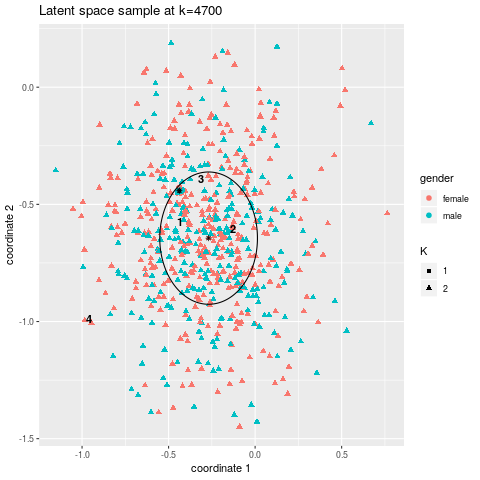 Latent space sample at k=4700
0.0
-0.5
-1.0
-1.5
-1.0
-0.5
0.0
0.5
coordinate 1
coordinate 2
3
1
2
4
gender
female
male
K
1
2